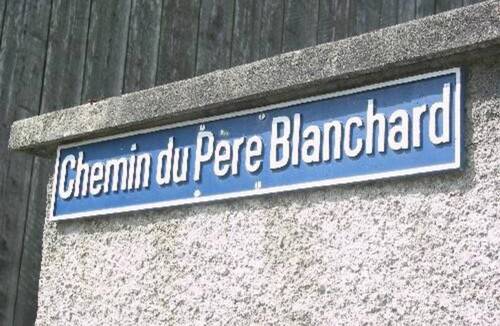 Chemin du Père Blanchard